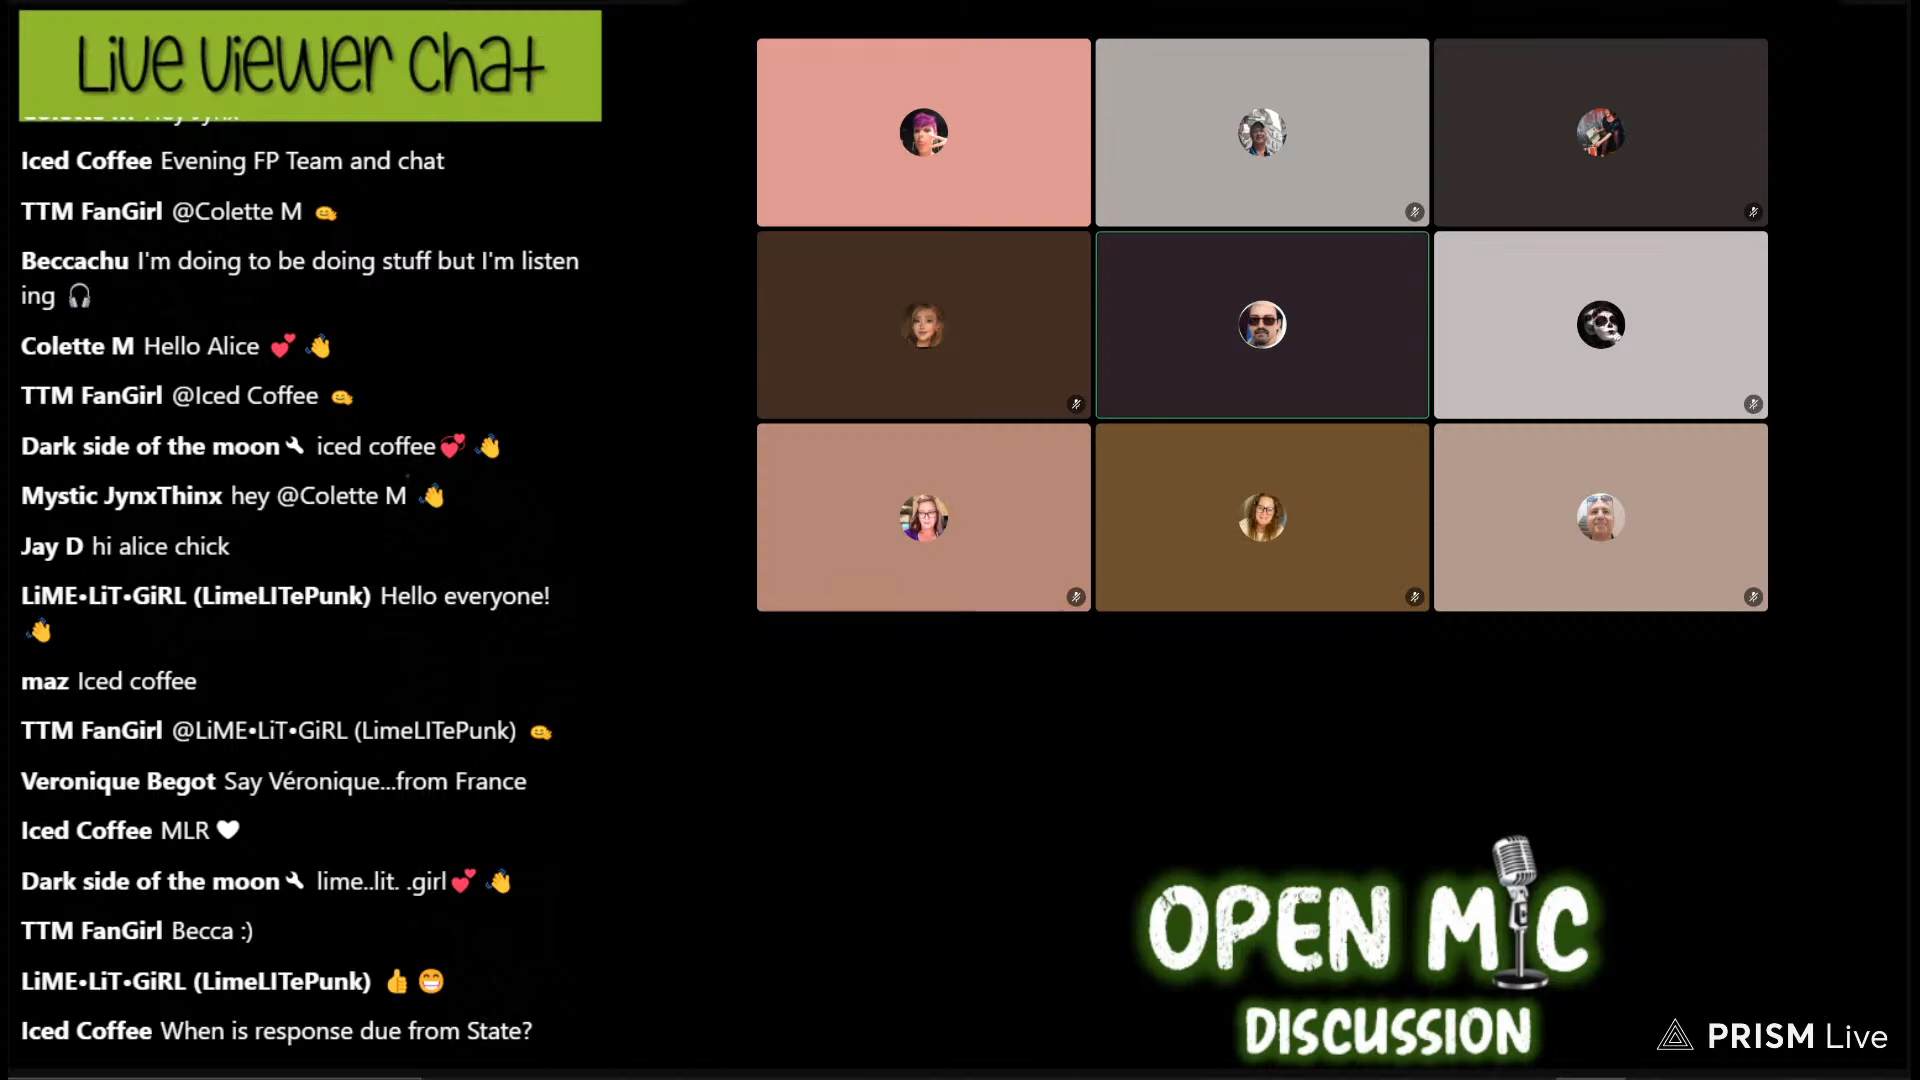 Live Viewer Chat
Iced Coffee Evening FP Team and chat
TTM FanGirl @Colette M
Beccachu I'm doing to be doing stuff but I'm listen
ing
Colette M Hello Alice
TTM FanGirl @Iced Coffee
Dark side of the moon iced coffee
Mystic JynxThinx hey @Colette M
Jay D hi alice chick
LiME•LiT•GiRL (LimeLITePunk) Hello everyone!
maz Iced coffee
TTM FanGirl @LiME•LiT•GiRL (LimeLITePunk)
Veronique Begot Say Véronique...from France
Iced Coffee MLR
Dark side of the moon lime..lit. .girl
TTM FanGirl Becca :)
LiME•LiT•GiRL (LimeLITePunk)
Iced Coffee When is response due from State?
OPEN MIC
DISCUSSION
PRISM Live